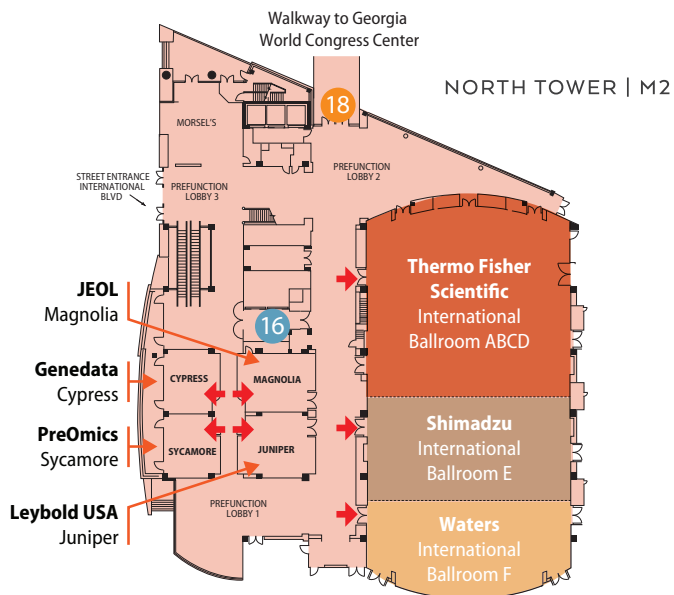 Walkway to Georgia
World Congress Center
NORTH TOWER | M2
18
MORSEL'S
PREFUNCTION
LOBBY 2
STREET ENTRANCE
INTERNATIONAL
BLVD
PREFUNCTION
LOBBY 3
JEOL
Magnolia
Genedata
Cypress
PreOmics
Sycamore
Leybold USA
Juniper
16
CYPRESS
MAGNOLIA
SYCAMORE
JUNIPER
PREFUNCTION
LOBBY 1
Thermo Fisher
Scientific
International
Ballroom ABCD
Shimadzu
International
Ballroom E
Waters
International
Ballroom F